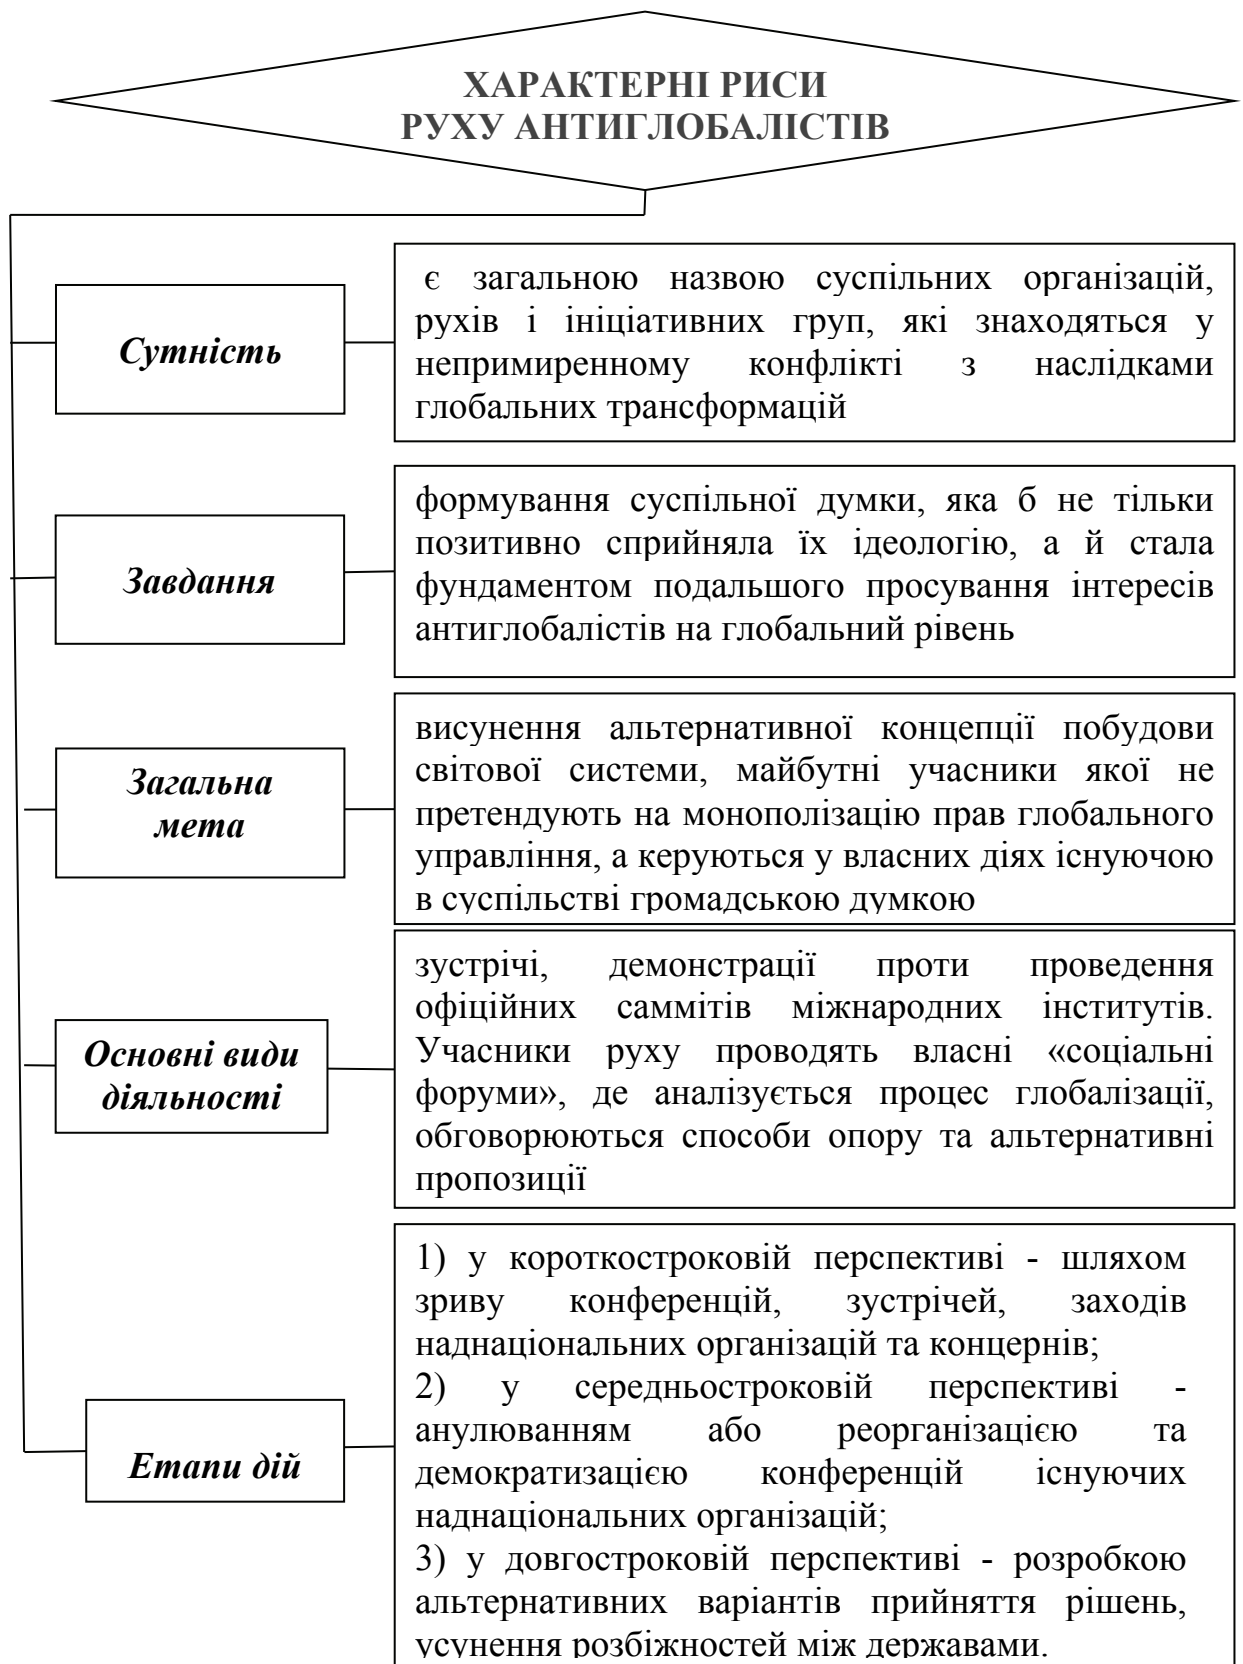 ХАРАКТЕРНІ РИСИ
РУХУ АНТИГЛОБАЛІСТІВ
Сутність
є загальною назвою суспільних організацій,
рухів і ініціативних груп, які знаходяться у
непримиренному конфлікті з наслідками
глобальних трансформацій
Завдання
формування суспільної думки, яка б не тільки
позитивно сприйняла їх ідеологію, а й стала
фундаментом подальшого просування інтересів
антиглобалістів на глобальний рівень
Загальна
мета
висунення альтернативної концепції побудови
світової системи, майбутні учасники якої не
претендують на монополізацію прав глобального
управління, а керуються у власних діях існуючою
в суспільстві громадською думкою
Основні види
діяльності
зустрічі, демонстрації проти проведення
офіційних саммітів міжнародних інститутів.
Учасники руху проводять власні «соціальні
форуми», де аналізується процес глобалізації,
обговорюються способи опору та альтернативні
пропозиції
Етапи дій
1) у короткостроковій перспективі - шляхом
зриву конференцій, зустрічей, заходів
наднаціональних організацій та концернів;
2) у середньостроковій перспективі -
анулюванням або реорганізацією та
демократизацією конференцій існуючих
наднаціональних організацій;
3) у довгостроковій перспективі - розробкою
альтернативних варіантів прийняття рішень,
усунення розбіжностей між державами.